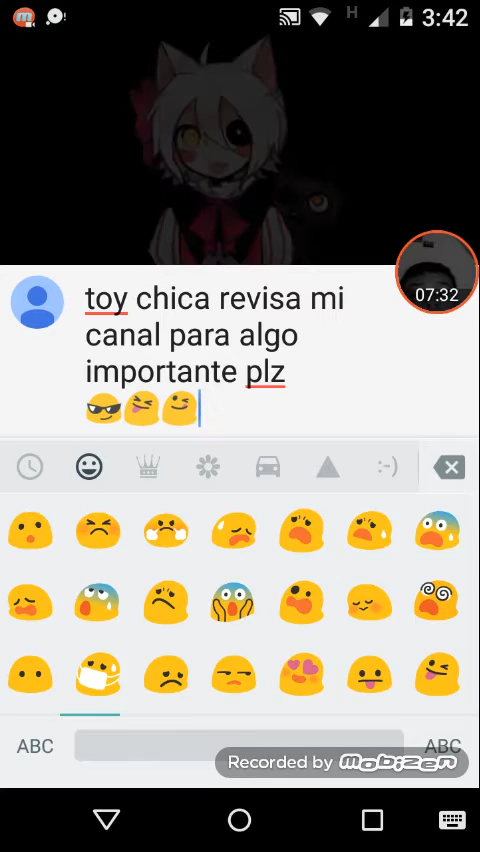 H 3:42
07:32
toy chica revisa mi
canal para algo
importante plz
😎😝😋
:-)
ABC ABC
Recorded by mobizen